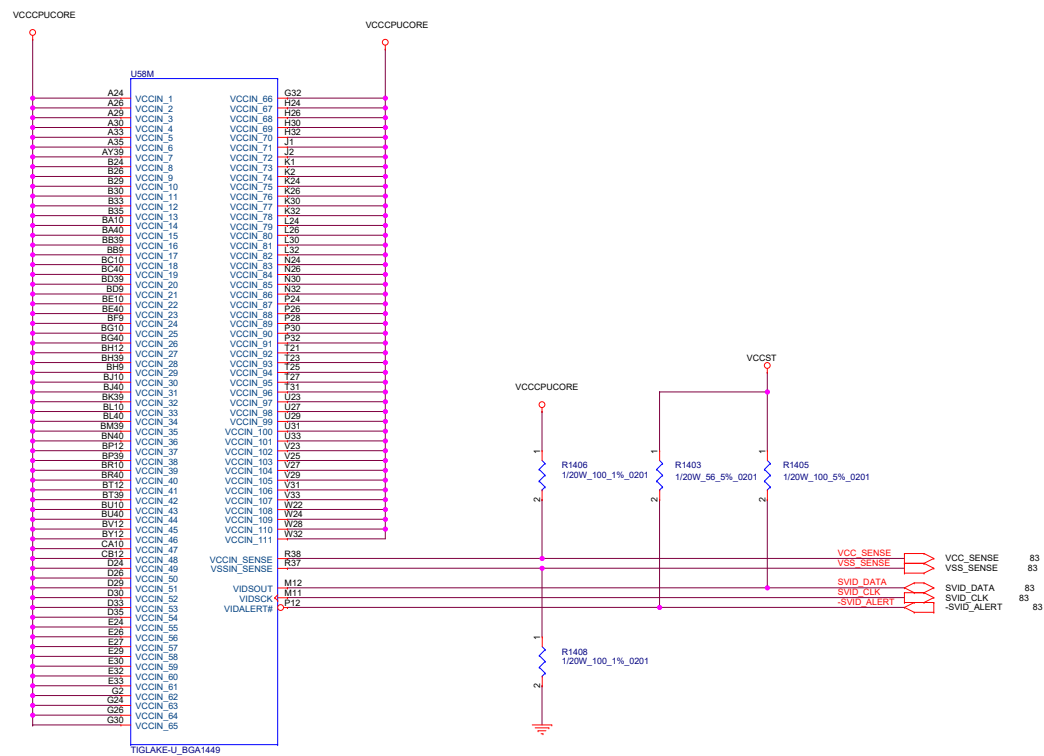 VCCCPUCORE
VCCCPUCORE
U58M
A24 VCCIN_1 VCCIN_66 G32
A26 VCCIN_2 VCCIN_67 H24
A29 VCCIN_3 VCCIN_68 H26
A30 VCCIN_4 VCCIN_69 H30
A33 VCCIN_5 VCCIN_70 H32
A35 VCCIN_6 VCCIN_71 J1
AY39 VCCIN_7 VCCIN_72 J2
B24 VCCIN_8 VCCIN_73 K1
B26 VCCIN_9 VCCIN_74 K2
B29 VCCIN_10 VCCIN_75 K24
B30 VCCIN_11 VCCIN_76 K26
B33 VCCIN_12 VCCIN_77 K30
B35 VCCIN_13 VCCIN_78 K32
BA10 VCCIN_14 VCCIN_79 L24
BA40 VCCIN_15 VCCIN_80 L26
BB39 VCCIN_16 VCCIN_81 L30
BB9 VCCIN_17 VCCIN_82 L32
BC10 VCCIN_18 VCCIN_83 N24
BC40 VCCIN_19 VCCIN_84 N26
BD39 VCCIN_20 VCCIN_85 N30
BD9 VCCIN_21 VCCIN_86 N32
BE10 VCCIN_22 VCCIN_87 P24
BE40 VCCIN_23 VCCIN_88 P26
BF9 VCCIN_24 VCCIN_89 P28
BG10 VCCIN_25 VCCIN_90 P30
BG40 VCCIN_26 VCCIN_91 P32
BH12 VCCIN_27 VCCIN_92 T21
BH39 VCCIN_28 VCCIN_93 T23
BH9 VCCIN_29 VCCIN_94 T25
BJ10 VCCIN_30 VCCIN_95 T27
BJ40 VCCIN_31 VCCIN_96 T31
BK39 VCCIN_32 VCCIN_97 U23
BL10 VCCIN_33 VCCIN_98 U27
BL40 VCCIN_34 VCCIN_99 U29
BM39 VCCIN_35 VCCIN_100 U31
BN40 VCCIN_36 VCCIN_101 U33
BP12 VCCIN_37 VCCIN_102 V23
BP39 VCCIN_38 VCCIN_103 V25
BR10 VCCIN_39 VCCIN_104 V27
BR40 VCCIN_40 VCCIN_105 V29
BT12 VCCIN_41 VCCIN_106 V31
BT39 VCCIN_42 VCCIN_107 V33
BU10 VCCIN_43 VCCIN_108 W22
BU40 VCCIN_44 VCCIN_109 W24
BV12 VCCIN_45 VCCIN_110 W28
BY12 VCCIN_46 VCCIN_111 W32
CA10 VCCIN_47
CB12 VCCIN_48 VCCIN_SENSE R38
D24 VCCIN_49 VSSIN_SENSE R37
D26 VCCIN_50
D29 VCCIN_51 VIDSOUT M12
D30 VCCIN_52 VIDSCK M11
D33 VCCIN_53 VIDALERT# P12
D35 VCCIN_54
E24 VCCIN_55
E26 VCCIN_56
E27 VCCIN_57
E29 VCCIN_58
E30 VCCIN_59
E32 VCCIN_60
E33 VCCIN_61
G2 VCCIN_62
G24 VCCIN_63
G26 VCCIN_64
G30 VCCIN_65
TIGLAKE-U_BGA1449
VCCST
VCCCPUCORE
1
R1406
1/20W_100_1%_0201
2
1
R1403
1/20W_56_5%_0201
2
1
R1405
1/20W_100_5%_0201
2
VCC_SENSE VCC_SENSE 83
VSS_SENSE VSS_SENSE 83
SVID_DATA SVID_DATA 83
SVID_CLK SVID_CLK 83
-SVID_ALERT -SVID_ALERT 83
1
R1408
1/20W_100_1%_0201
2